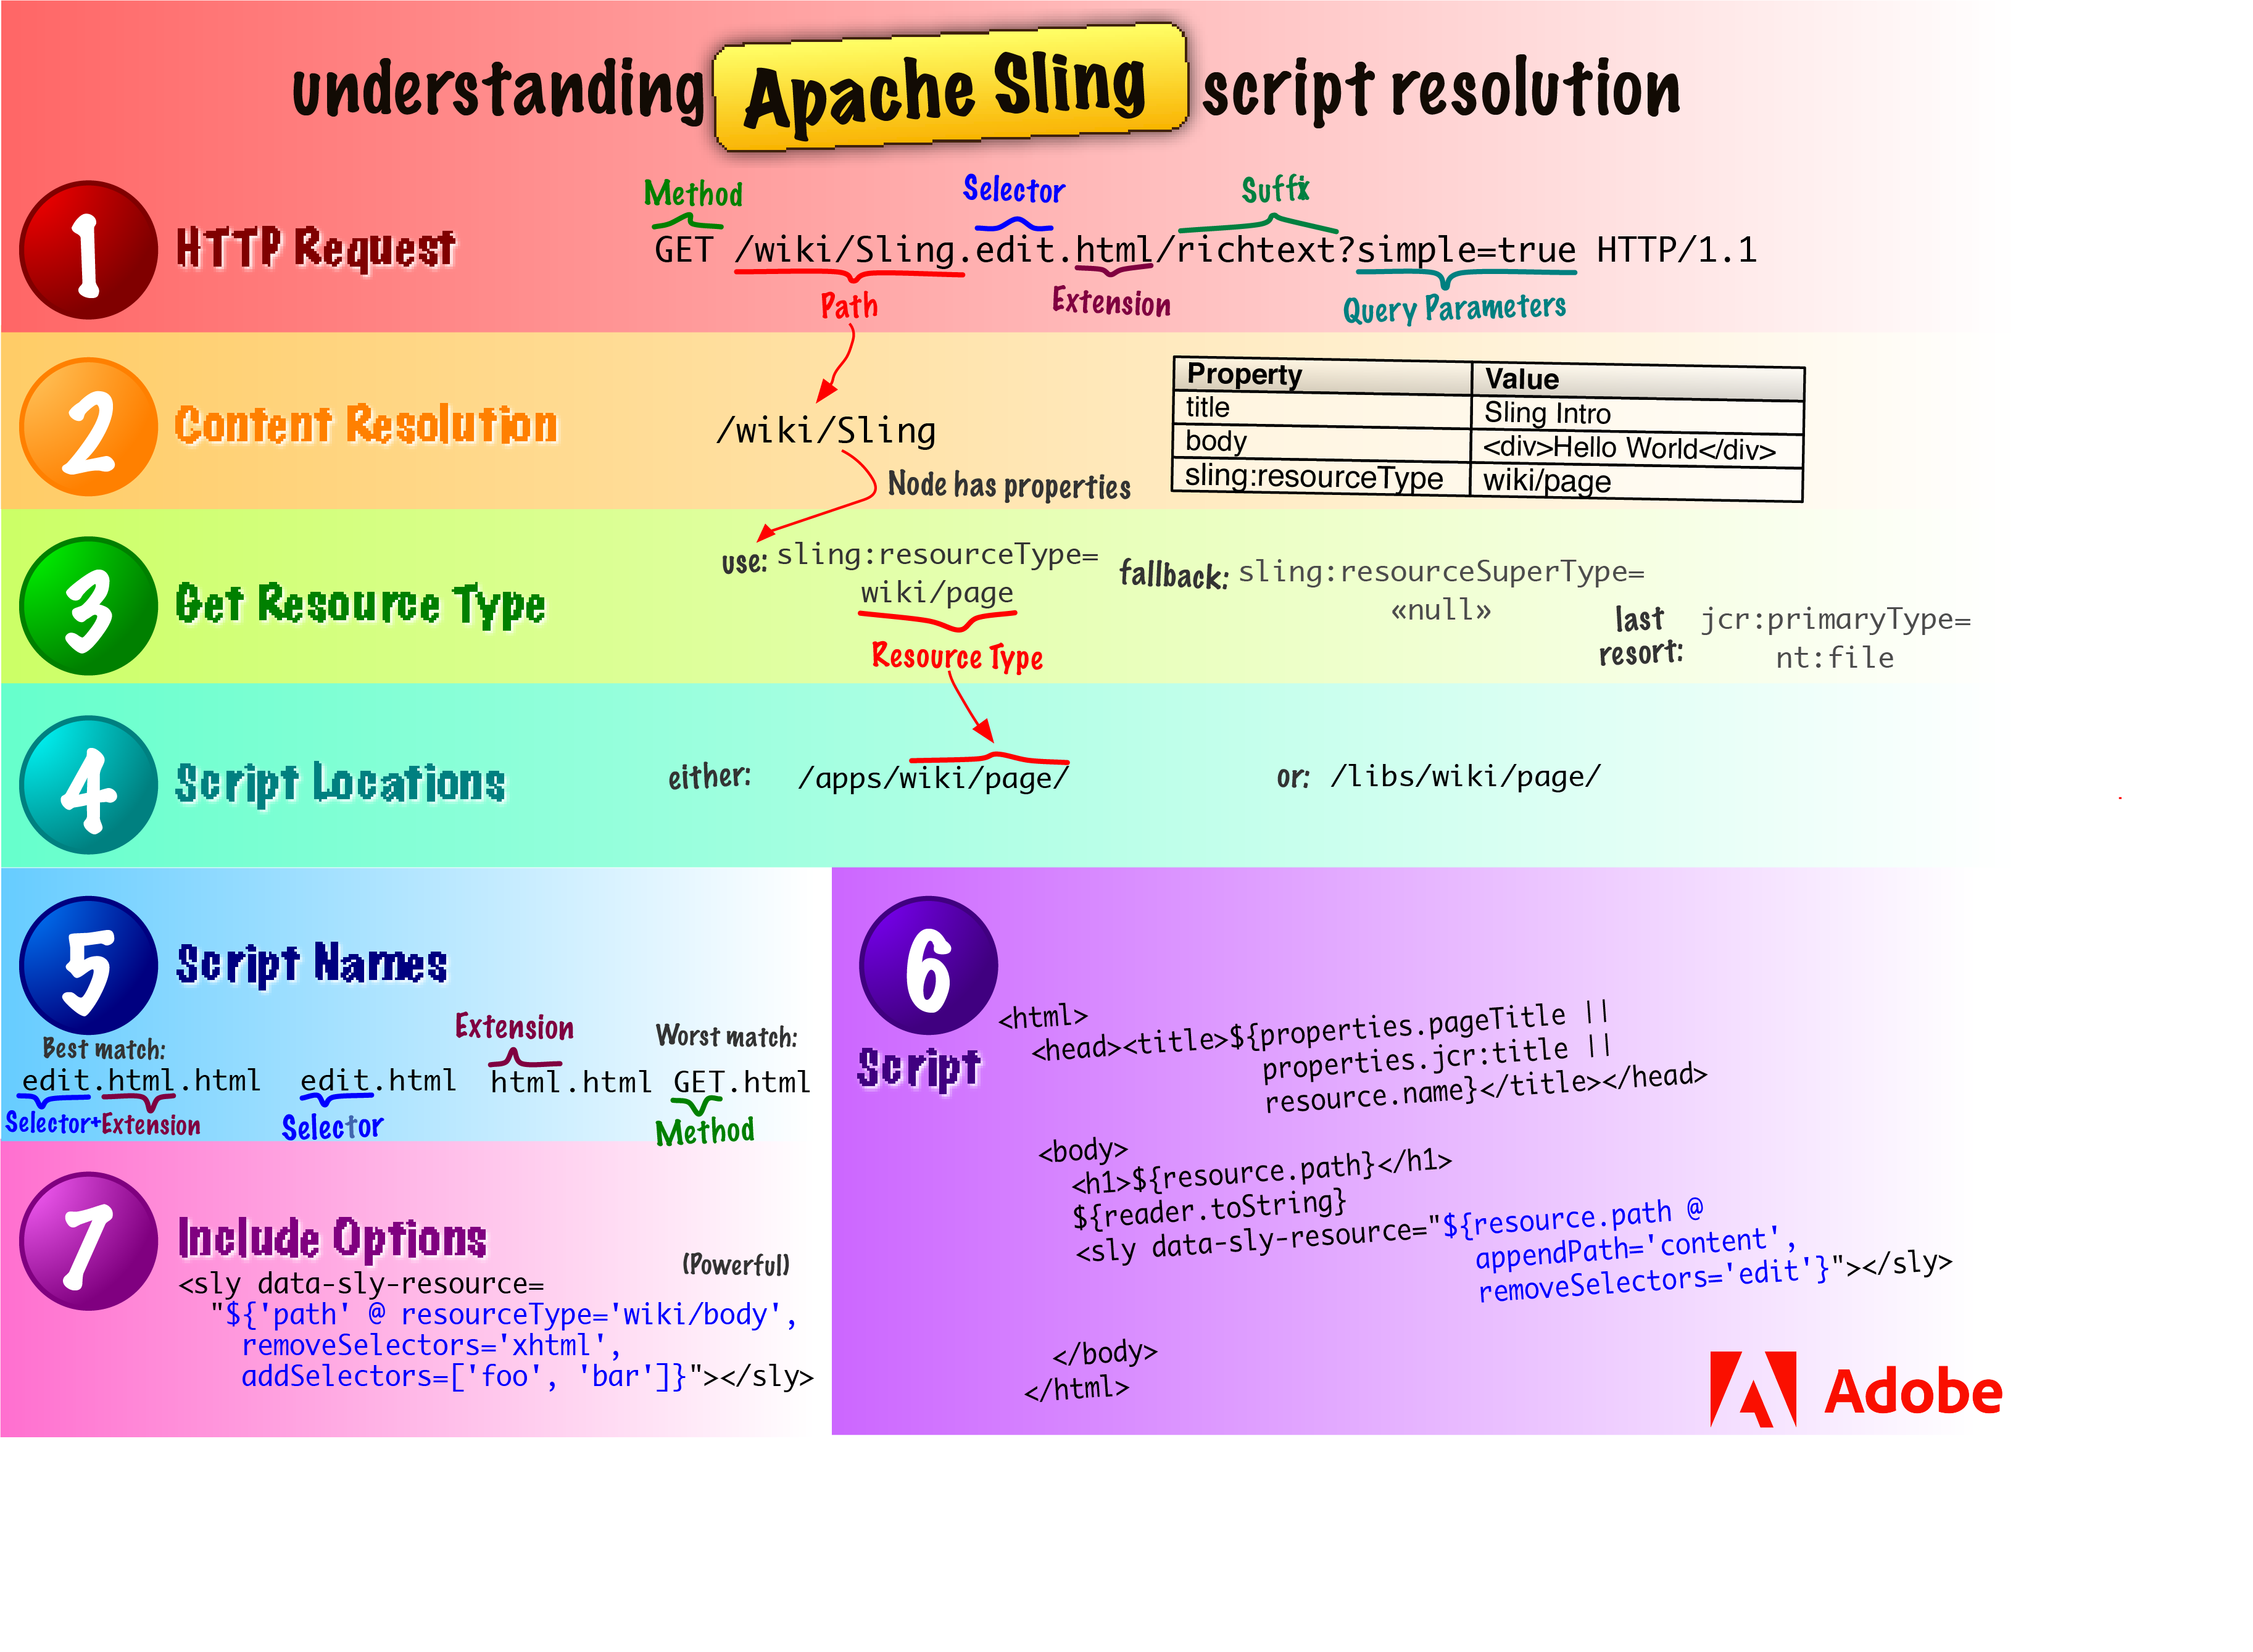 understanding Apache Sling script resolution
1 HTTP Request
Method Selector Suffix
GET /wiki/Sling.edit.html/richtext?simple=true HTTP/1.1
Path Extension Query Parameters
2 Content Resolution
/wiki/Sling
Node has properties
Property Value
title Sling Intro
body <div>Hello World</div>
sling:resourceType wiki/page
3 Get Resource Type
use: sling:resourceType=
wiki/page
Resource Type
fallback: sling:resourceSuperType=
«null»
last resort: jcr:primaryType=
nt:file
4 Script Locations
either: /apps/wiki/page/ or: /libs/wiki/page/
5 Script Names
Best match: Extension Worst match:
edit.html.html edit.html html.html GET.html
Selector+Extension Selector Method
6 Script
<html>
<head><title>${properties.pageTitle ||
properties.jcr:title ||
resource.name}</title></head>
<body>
<h1>${resource.path}</h1>
${reader.toString}
<sly data-sly-resource="${resource.path @
appendPath='content',
removeSelectors='edit'}"></sly>
</body>
</html>
7 Include Options
(Powerful)
<sly data-sly-resource=
"${'path' @ resourceType='wiki/body',
removeSelectors='xhtml',
addSelectors=['foo', 'bar']}"></sly>
Adobe